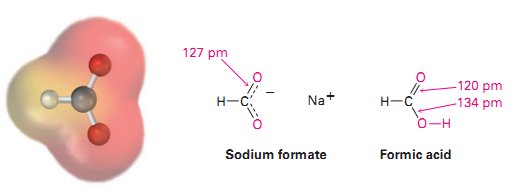 127 pm
O
H–C
O
–
Na+
Sodium formate
O
120 pm
H–C
134 pm
O–H
Formic acid